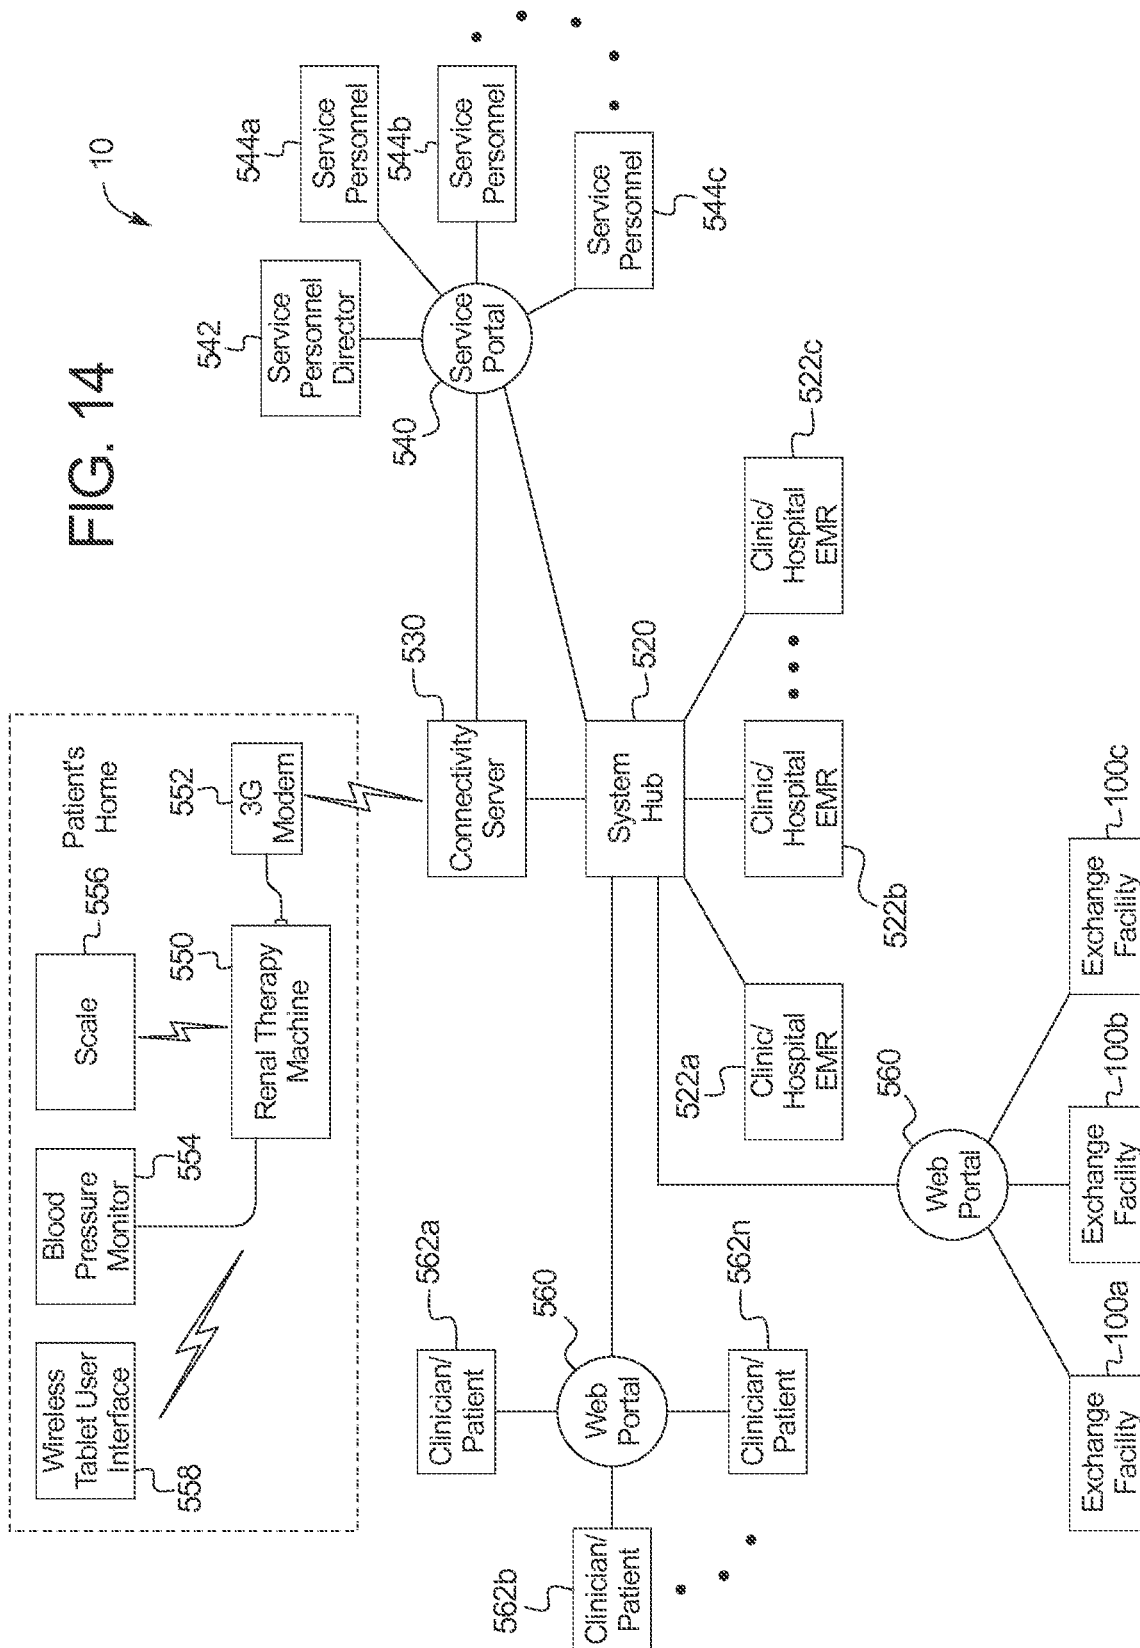 FIG. 14
10
Patient's
Home
Wireless
Tablet User
Interface
558
Blood
Pressure
Monitor
554
Scale
556
Renal Therapy
Machine
550
3G
Modem
552
Connectivity
Server
530
System
Hub
520
Service
Portal
540
Service
Personnel
Director
542
Service
Personnel
544a
Service
Personnel
544b
Service
Personnel
544c
Clinic/
Hospital
EMR
522a
Clinic/
Hospital
EMR
522b
Clinic/
Hospital
EMR
522c
Web
Portal
560
Clinician/
Patient
562a
Clinician/
Patient
562b
Clinician/
Patient
562n
Web
Portal
560
Exchange
Facility
100a
Exchange
Facility
100b
Exchange
Facility
100c